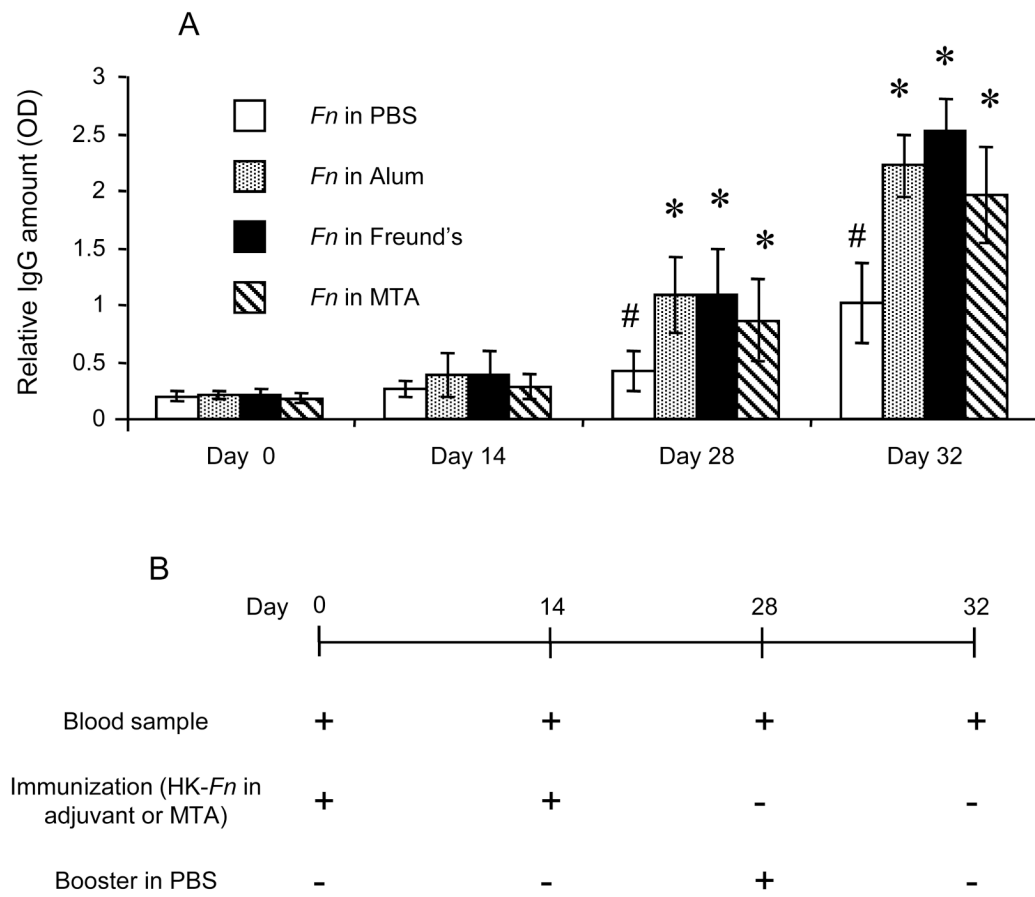 A
Relative IgG amount (OD)
3
2.5
2
1.5
1
0.5
0
Fn in PBS
Fn in Alum
Fn in Freund's
Fn in MTA
# * * *
# * * *
Day 0 Day 14 Day 28 Day 32
B
Day 0 14 28 32
Blood sample + + + +
Immunization (HK-Fn in
adjuvant or MTA) + + - -
Booster in PBS - - + -